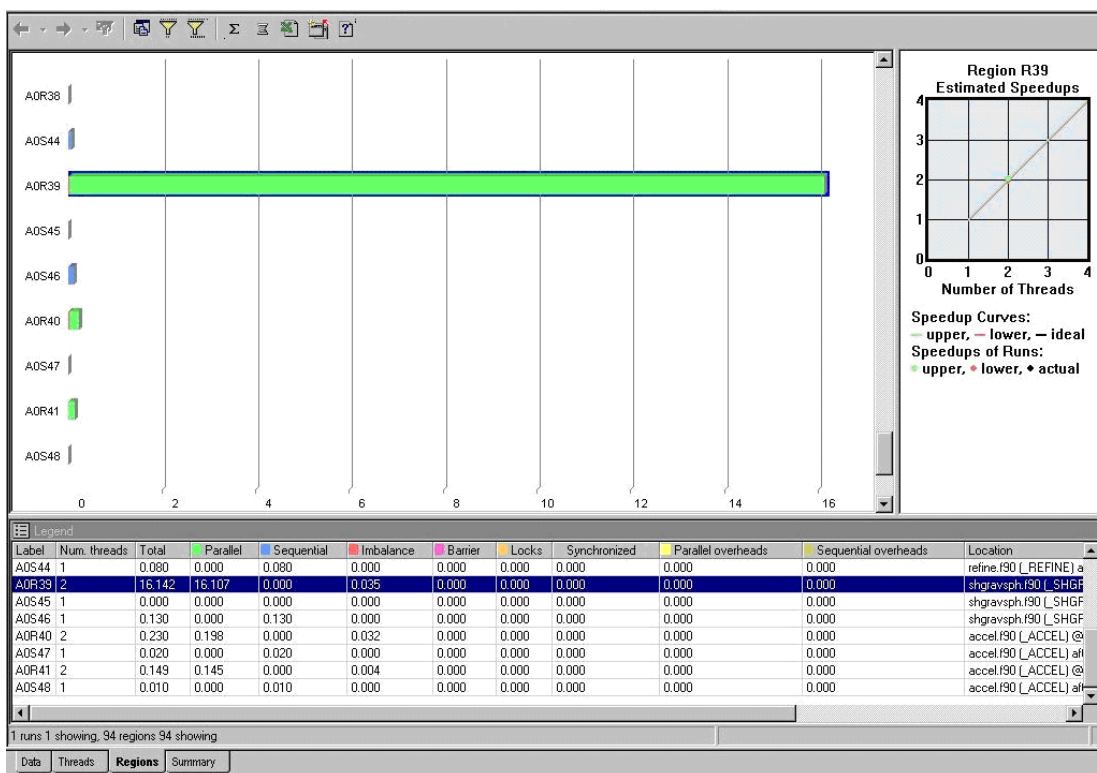 Σ
A0R38
A0S44
A0R39
A0S45
A0S46
A0R40
A0S47
A0R41
A0S48
0 2 4 6 8 10 12 14 16
Region R39
Estimated Speedups
4
3
2
1
0
0 1 2 3 4
Number of Threads
Speedup Curves:
upper, lower, ideal
Speedups of Runs:
upper, lower, actual
Legend
Label Num. threads Total Parallel Sequential Imbalance Barrier Locks Synchronized Parallel overheads Sequential overheads Location
A0S44 1 0.080 0.000 0.080 0.000 0.000 0.000 0.000 0.000 0.000 refine.f90 (_REFINE) a
A0R39 2 16.142 16.107 0.000 0.035 0.000 0.000 0.000 0.000 0.000 shgravsph.f90 (_SHGF
A0S45 1 0.000 0.000 0.000 0.000 0.000 0.000 0.000 0.000 0.000 shgravsph.f90 (_SHGF
A0S46 1 0.130 0.000 0.130 0.000 0.000 0.000 0.000 0.000 0.000 shgravsph.f90 (_SHGF
A0R40 2 0.230 0.198 0.000 0.032 0.000 0.000 0.000 0.000 0.000 accel.f90 (_ACCEL) @
A0S47 1 0.020 0.000 0.020 0.000 0.000 0.000 0.000 0.000 0.000 accel.f90 (_ACCEL) aft
A0R41 2 0.149 0.145 0.000 0.004 0.000 0.000 0.000 0.000 0.000 accel.f90 (_ACCEL) @
A0S48 1 0.010 0.000 0.010 0.000 0.000 0.000 0.000 0.000 0.000 accel.f90 (_ACCEL) aft
1 runs 1 showing, 94 regions 94 showing
Data Threads Regions Summary